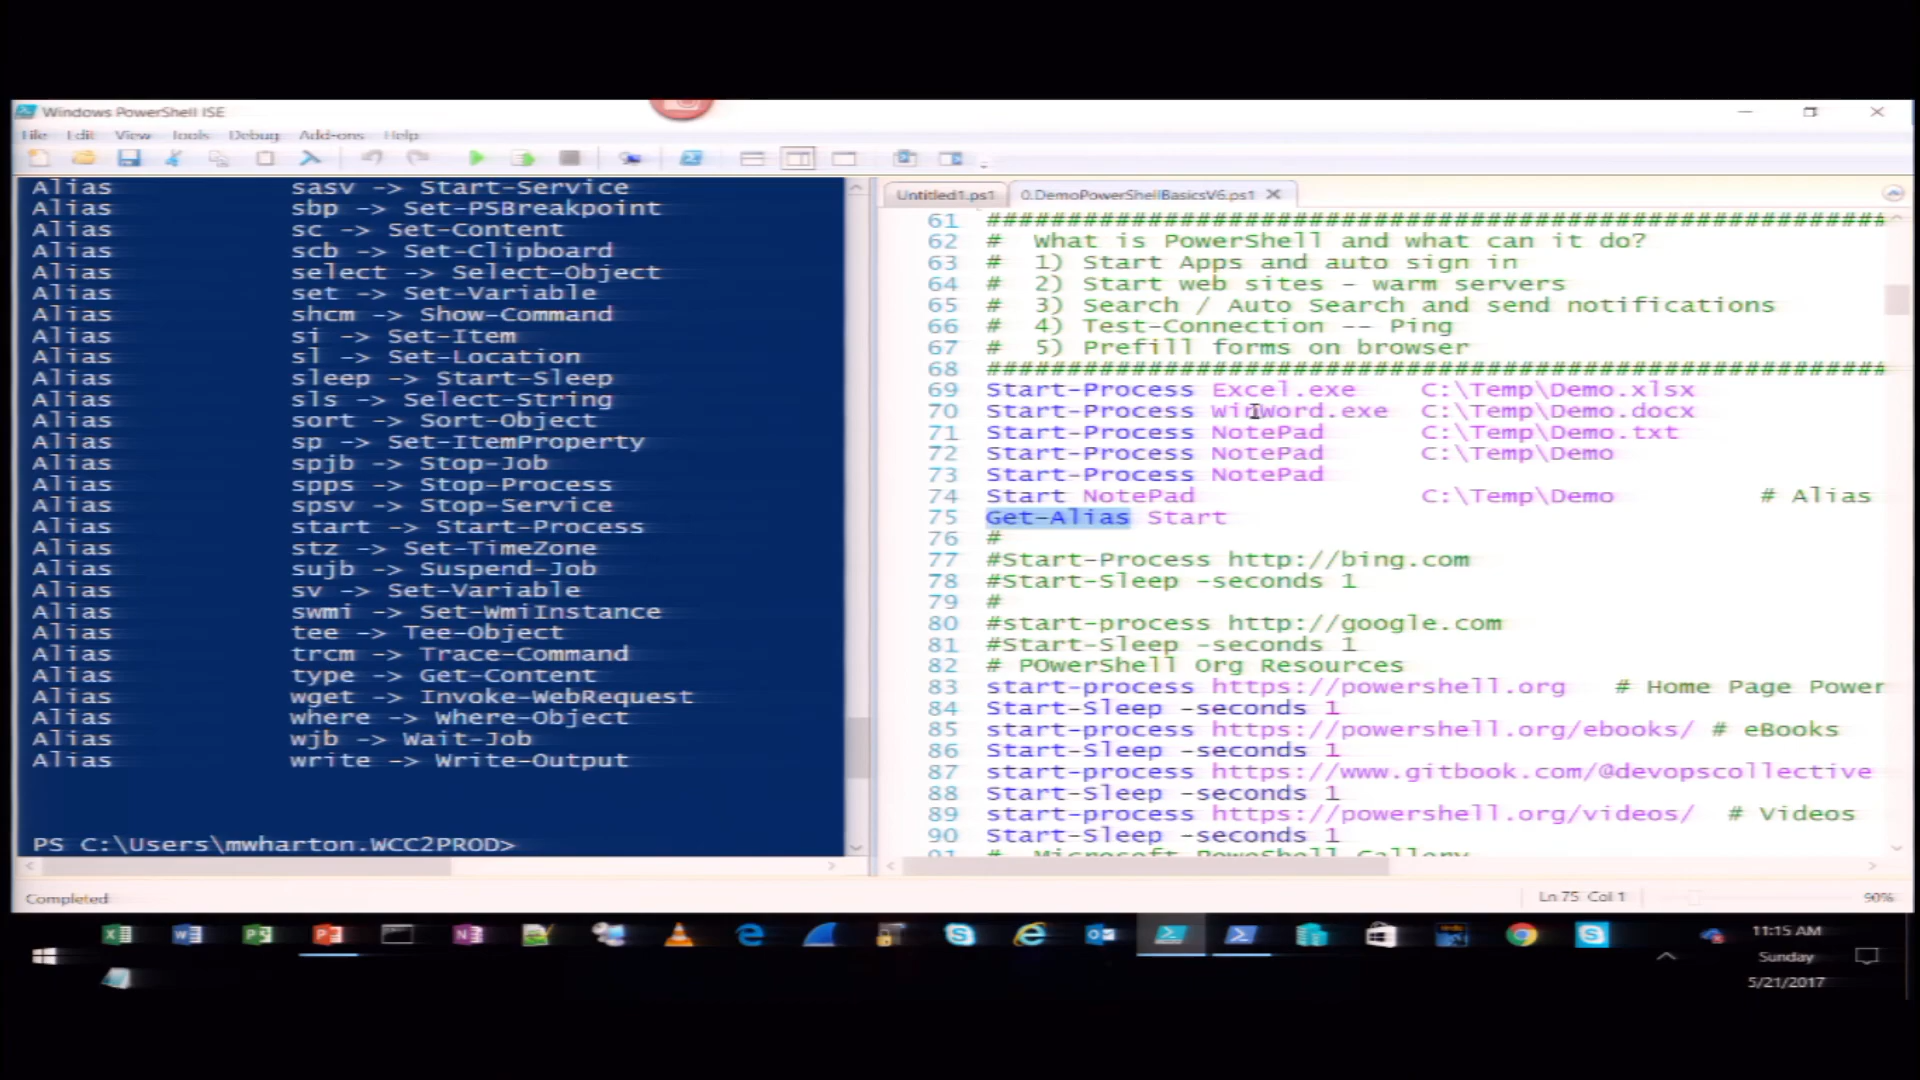 Windows PowerShell ISE
File Edit View Tools Debug Add-ons Help
Alias sasv -> Start-Service
Alias sbp -> Set-PSBreakpoint
Alias sc -> Set-Content
Alias scb -> Set-Clipboard
Alias select -> Select-Object
Alias set -> Set-Variable
Alias shcm -> Show-Command
Alias si -> Set-Item
Alias sl -> Set-Location
Alias sleep -> Start-Sleep
Alias sls -> Select-String
Alias sort -> Sort-Object
Alias sp -> Set-ItemProperty
Alias spjb -> Stop-Job
Alias spps -> Stop-Process
Alias spsv -> Stop-Service
Alias start -> Start-Process
Alias stz -> Set-TimeZone
Alias sujb -> Suspend-Job
Alias sv -> Set-Variable
Alias swmi -> Set-WmiInstance
Alias tee -> Tee-Object
Alias trcm -> Trace-Command
Alias type -> Get-Content
Alias wget -> Invoke-WebRequest
Alias where -> Where-Object
Alias wjb -> Wait-Job
Alias write -> Write-Output
PS C:\Users\mwharton.WCC2PROD>
Untitled1.ps1 0.DemoPowerShellBasicsV6.ps1
61 ########################################################
62 # What is PowerShell and what can it do?
63 # 1) Start Apps and auto sign in
64 # 2) Start web sites - warm servers
65 # 3) Search / Auto Search and send notifications
66 # 4) Test-Connection -- Ping
67 # 5) Prefill forms on browser
68 ########################################################
69 Start-Process Excel.exe C:\Temp\Demo.xlsx
70 Start-Process WinWord.exe C:\Temp\Demo.docx
71 Start-Process NotePad C:\Temp\Demo.txt
72 Start-Process NotePad C:\Temp\Demo
73 Start-Process NotePad
74 Start NotePad C:\Temp\Demo # Alias
75 Get-Alias Start
76 #
77 #Start-Process http://bing.com
78 #Start-Sleep -seconds 1
79 #
80 #start-process http://google.com
81 #Start-Sleep -seconds 1
82 # POwerShell Org Resources
83 start-process https://powershell.org # Home Page Power
84 Start-Sleep -seconds 1
85 start-process https://powershell.org/ebooks/ # eBooks
86 Start-Sleep -seconds 1
87 start-process https://www.gitbook.com/@devopscollective
88 Start-Sleep -seconds 1
89 start-process https://powershell.org/videos/ # Videos
90 Start-Sleep -seconds 1
91 # Microsoft PoweShell Gallery
Completed
Ln 75 Col 1
90%
11:15 AM
Sunday
5/21/2017